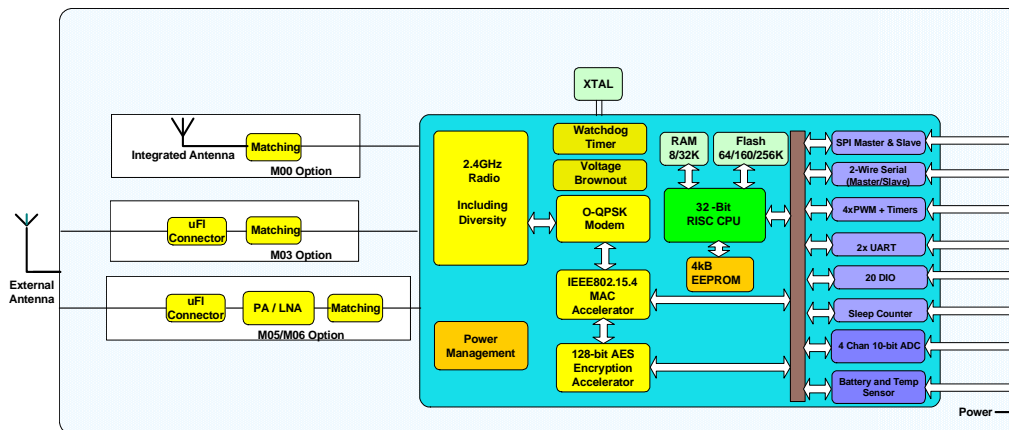 XTAL
Integrated Antenna
Matching
M00 Option
uFl
Connector
Matching
M03 Option
External
Antenna
uFl
Connector
PA / LNA
Matching
M05/M06 Option
2.4GHz
Radio
Including
Diversity
Power
Management
Watchdog
Timer
Voltage
Brownout
O-QPSK
Modem
IEEE802.15.4
MAC
Accelerator
128-bit AES
Encryption
Accelerator
RAM
8/32K
Flash
64/160/256K
32 -Bit
RISC CPU
4kB
EEPROM
SPI Master & Slave
2-Wire Serial
(Master/Slave)
4xPWM + Timers
2x UART
20 DIO
Sleep Counter
4 Chan 10-bit ADC
Battery and Temp
Sensor
Power